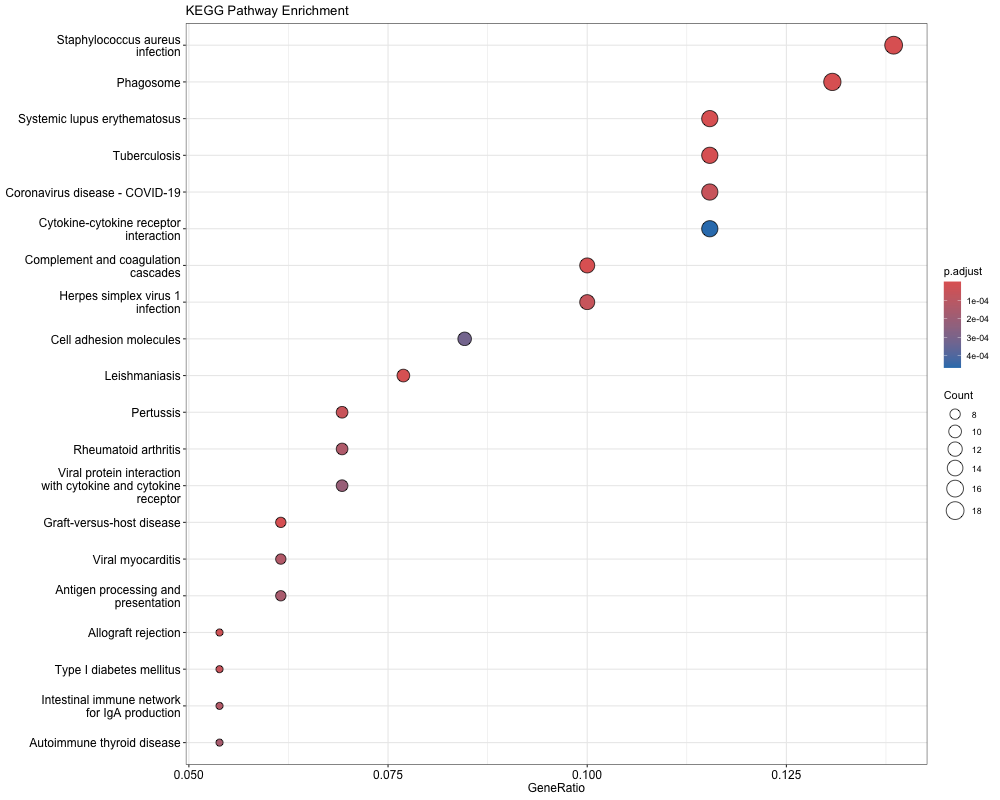 KEGG Pathway Enrichment
Staphylococcus aureus
infection
Phagosome
Systemic lupus erythematosus
Tuberculosis
Coronavirus disease - COVID-19
Cytokine-cytokine receptor
interaction
Complement and coagulation
cascades
Herpes simplex virus 1
infection
Cell adhesion molecules
Leishmaniasis
Pertussis
Rheumatoid arthritis
Viral protein interaction
with cytokine and cytokine
receptor
Graft-versus-host disease
Viral myocarditis
Antigen processing and
presentation
Allograft rejection
Type I diabetes mellitus
Intestinal immune network
for IgA production
Autoimmune thyroid disease
0.050 0.075 0.100 0.125
GeneRatio
p.adjust
1e-04
2e-04
3e-04
4e-04
Count
8
10
12
14
16
18